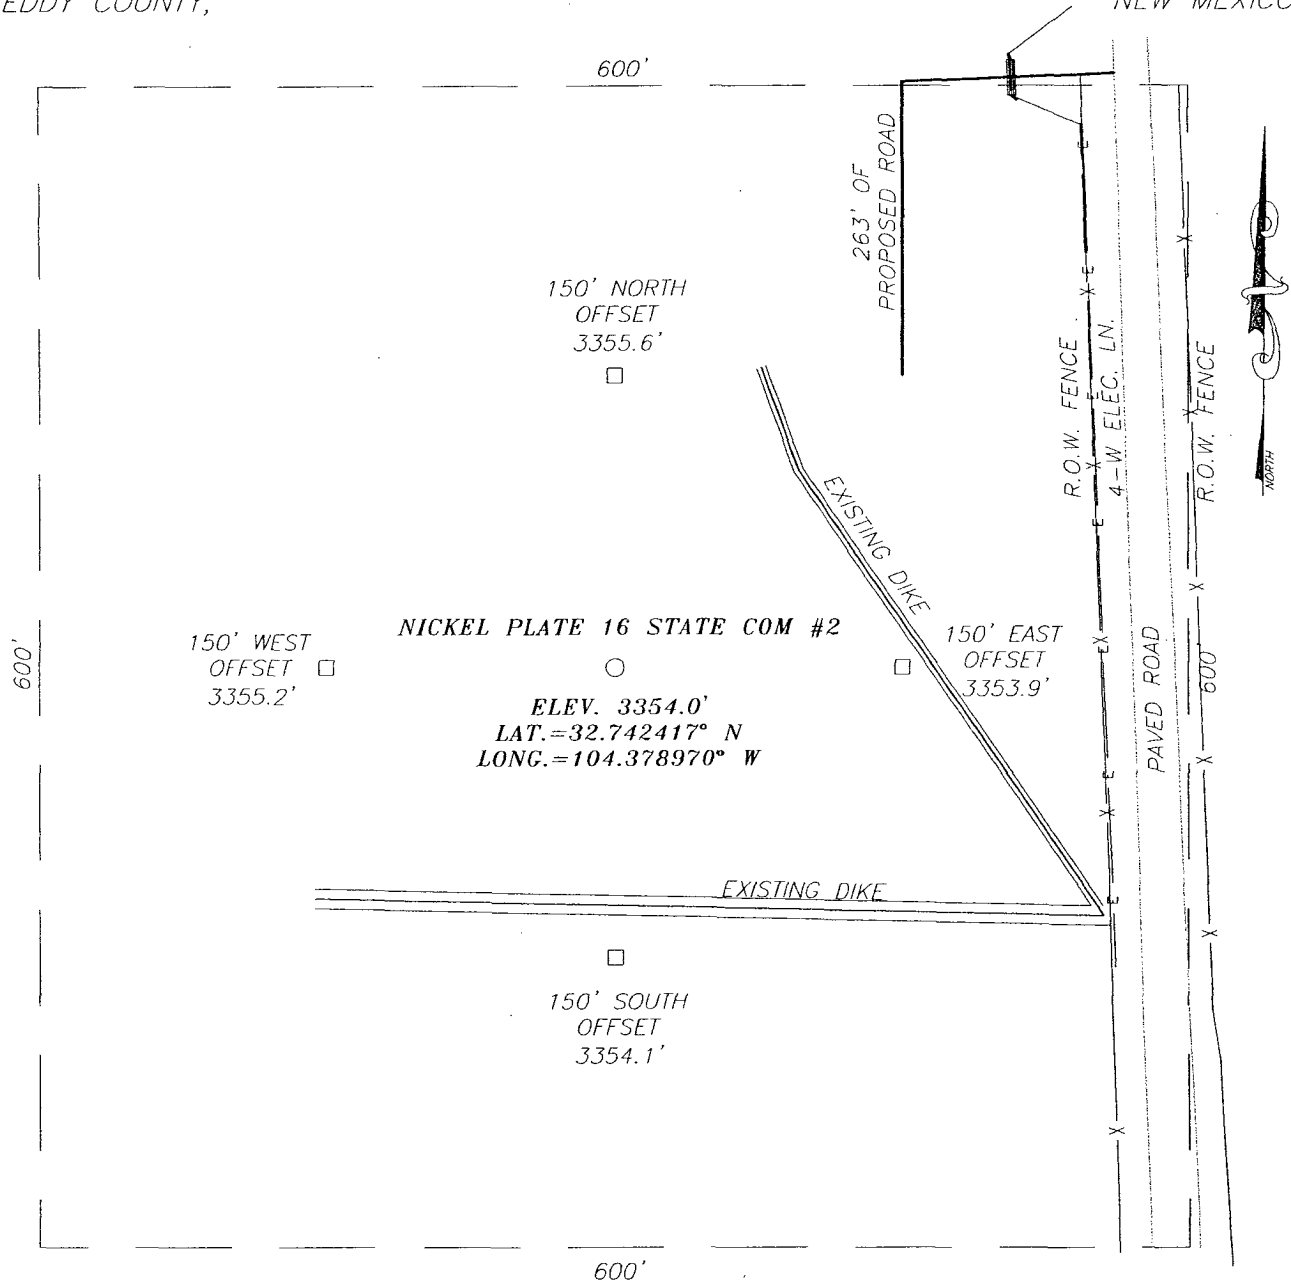 EDDY COUNTY,
NEW MEXICO
600'
263' OF
PROPOSED ROAD
150' NORTH
OFFSET
3355.6'
R.O.W. FENCE
4-W ELEC. LN.
R.O.W. FENCE
NORTH
EXISTING DIKE
NICKEL PLATE 16 STATE COM #2
150' WEST
OFFSET
3355.2'
150' EAST
OFFSET
3353.9'
600'
PAVED ROAD
600'
ELEV. 3354.0'
LAT.=32.742417° N
LONG.=104.378970° W
EXISTING DIKE
150' SOUTH
OFFSET
3354.1'
600'